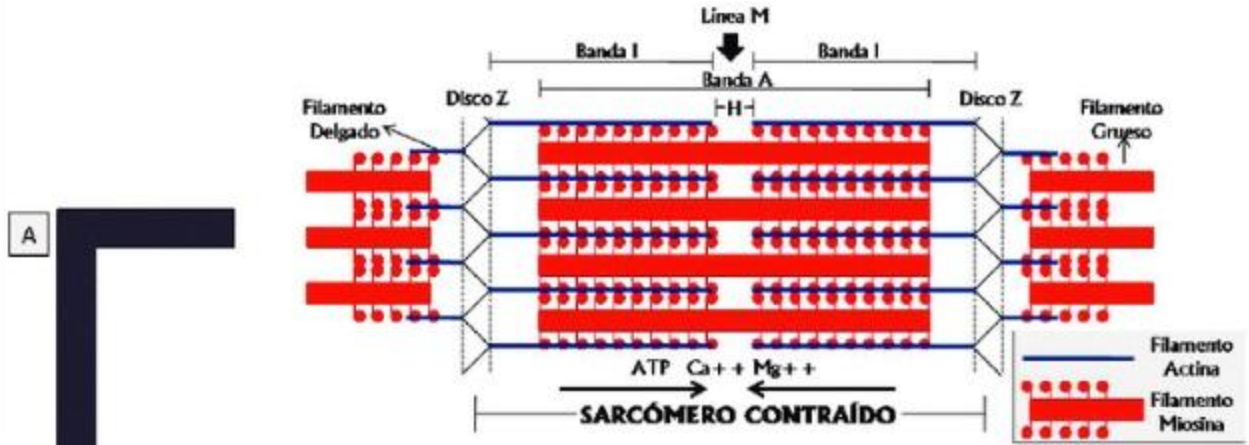 Línea M
Banda I
Banda I
Banda A
Disco Z
H
Disco Z
Filamento
Delgado
Filamento
Grueso
A
ATP Ca++ Mg++
SARCÓMERO CONTRAÍDO
Filamento
Actina
Filamento
Miosina